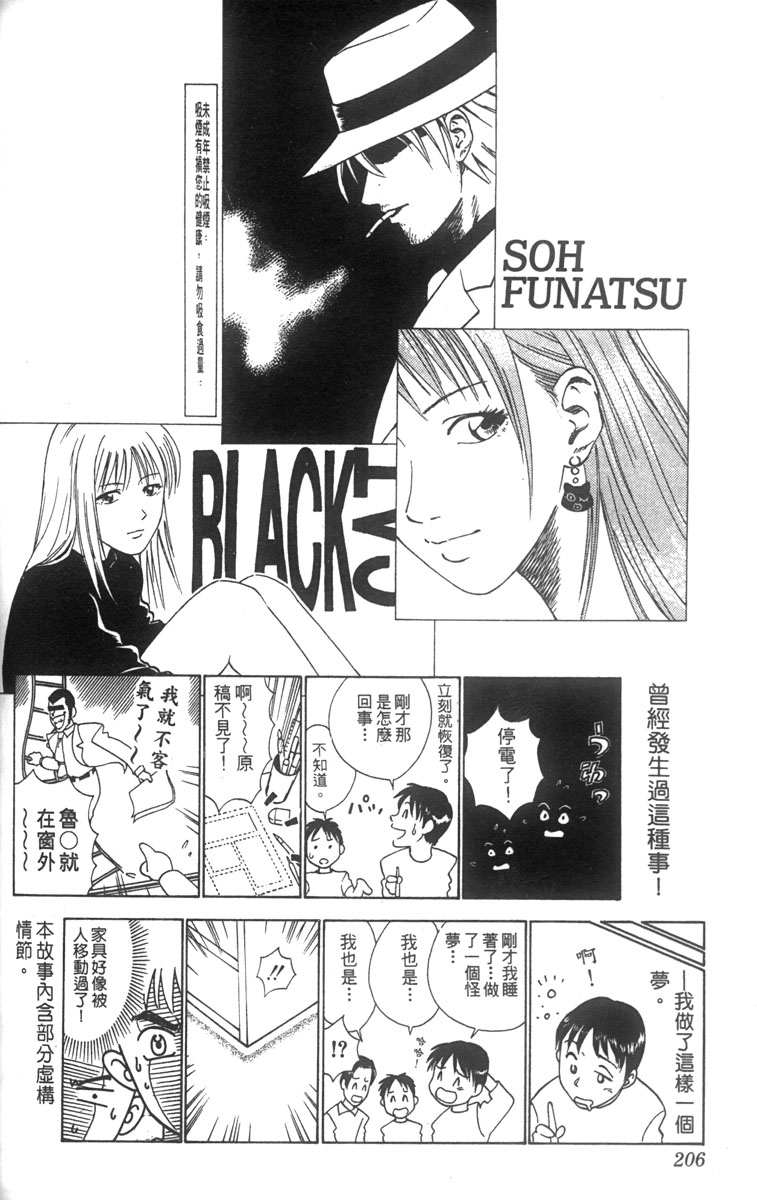 未成年禁止吸煙：
吸煙有損您的健康，請勿吸食過量：
SOH
FUNATSU
BLACK
TVC
曾經發生過這種事！
停電了！
立刻就恢復了。
剛才那
是怎麼
回事…
不知道。
啊～～～原
稿不見了！
我就不客
氣了～
魯○就
在窗外
～～～
—我做了這樣一個
夢。
啊！
剛才我睡
著了…做
了一個怪
夢…
我也是…
我也是…
!?
!!
家具好像被
人移動過了！
本故事內含部分虛構
情節。
206